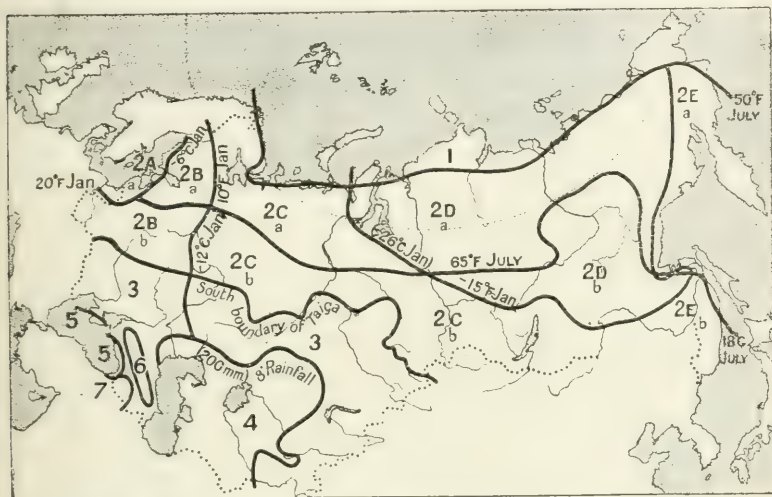 1
2E
a
50°F
JULY
2A
a
6°C Jan
20°F Jan
2B
a
10°F Jan
(-12°C Jan)
2C
a
2D
a
2B
b
(-26°C Jan)
65°F JULY
-15°F Jan
2C
b
2D
b
2E
b
18°C
JULY
3
South
boundary of Taiga
3
2C
b
5
5
6
7
(200mm)
8 Rainfall
4